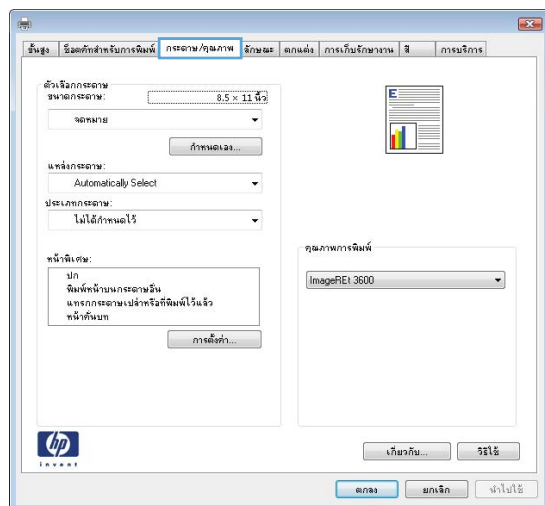 ขั้นสูง
ช็อตคัทสำหรับการพิมพ์
กระดาษ/คุณภาพ
ลักษณะ
ตกแต่ง
การเก็บรักษางาน
สี
การบริการ
ตัวเลือกกระดาษ
ขนาดกระดาษ:
8.5 × 11 นิ้ว
จดหมาย
กำหนดเอง...
แหล่งกระดาษ:
Automatically Select
ประเภทกระดาษ:
ไม่ได้กำหนดไว้
หน้าพิเศษ:
ปก
พิมพ์หน้าบนกระดาษอื่น
แทรกกระดาษเปล่าหรือที่พิมพ์ไว้แล้ว
หน้าคั่นบท
การตั้งค่า...
E
คุณภาพการพิมพ์
ImageREt 3600
hp
invent
เกี่ยวกับ...
วิธีใช้
ตกลง
ยกเลิก
นำไปใช้